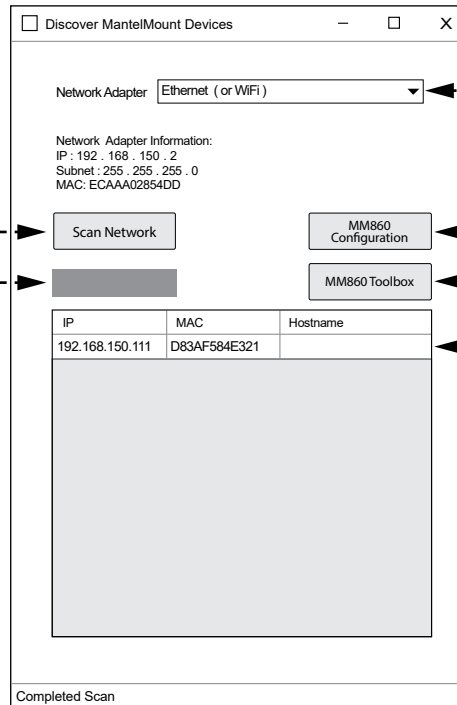 Discover MantelMount Devices
X
Network Adapter
Ethernet ( or WiFi )
Network Adapter Information:
IP : 192 . 168 . 150 . 2
Subnet : 255 . 255 . 255 . 0
MAC: ECAAA02854DD
Scan Network
MM860
Configuration
MM860 Toolbox
IP MAC Hostname
192.168.150.111 D83AF584E321
Completed Scan